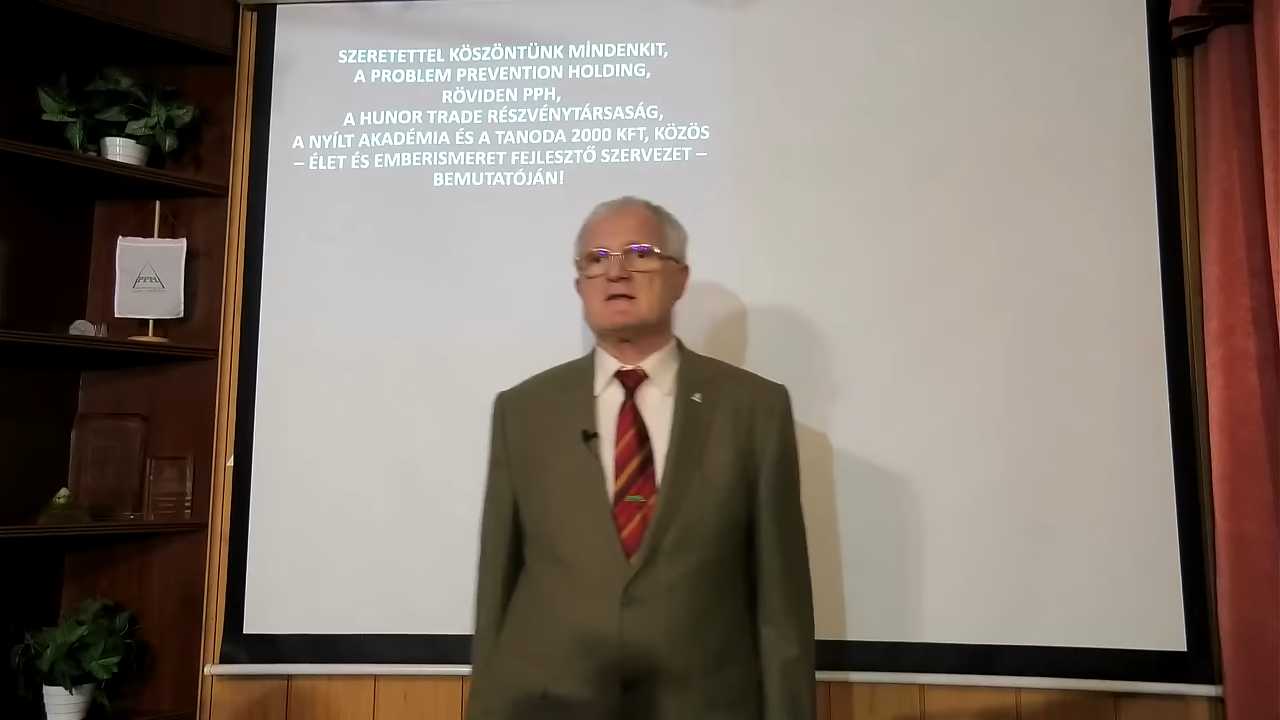 SZERETETTEL KÖSZÖNTÜNK MINDENKIT,
A PROBLEM PREVENTION HOLDING,
RÖVIDEN PPH,
A HUNOR TRADE RÉSZVÉNYTÁRSASÁG,
A NYÍLT AKADÉMIA ÉS A TANODA 2000 KFT, KÖZÖS
– ÉLET ÉS EMBERISMERET FEJLESZTŐ SZERVEZET –
BEMUTATÓJÁN!